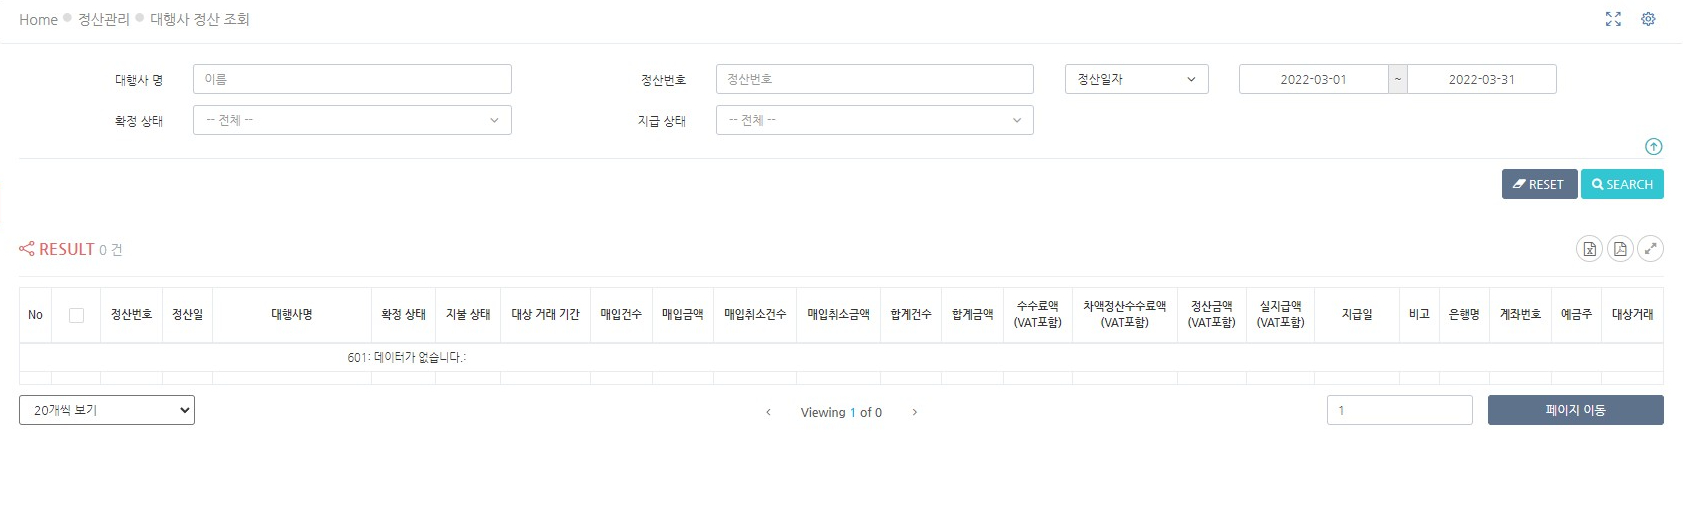 Home 정산관리 대행사 정산 조회
대행사 명 이름 정산번호 정산번호 정산일자 2022-03-01 ~ 2022-03-31
확정 상태 -- 전체 -- 지급 상태 -- 전체 --
RESET SEARCH
RESULT 0 건
No 정산번호 정산일 대행사명 확정 상태 지불 상태 대상 거래 기간 매입건수 매입금액 매입취소건수 매입취소금액 합계건수 합계금액 수수료액 (VAT포함) 차액정산수수료액 (VAT포함) 정산금액 (VAT포함) 실지급액 (VAT포함) 지급일 비고 은행명 계좌번호 예금주 대상거래
601: 데이터가 없습니다.:
20개씩 보기 Viewing 1 of 0 1 페이지 이동